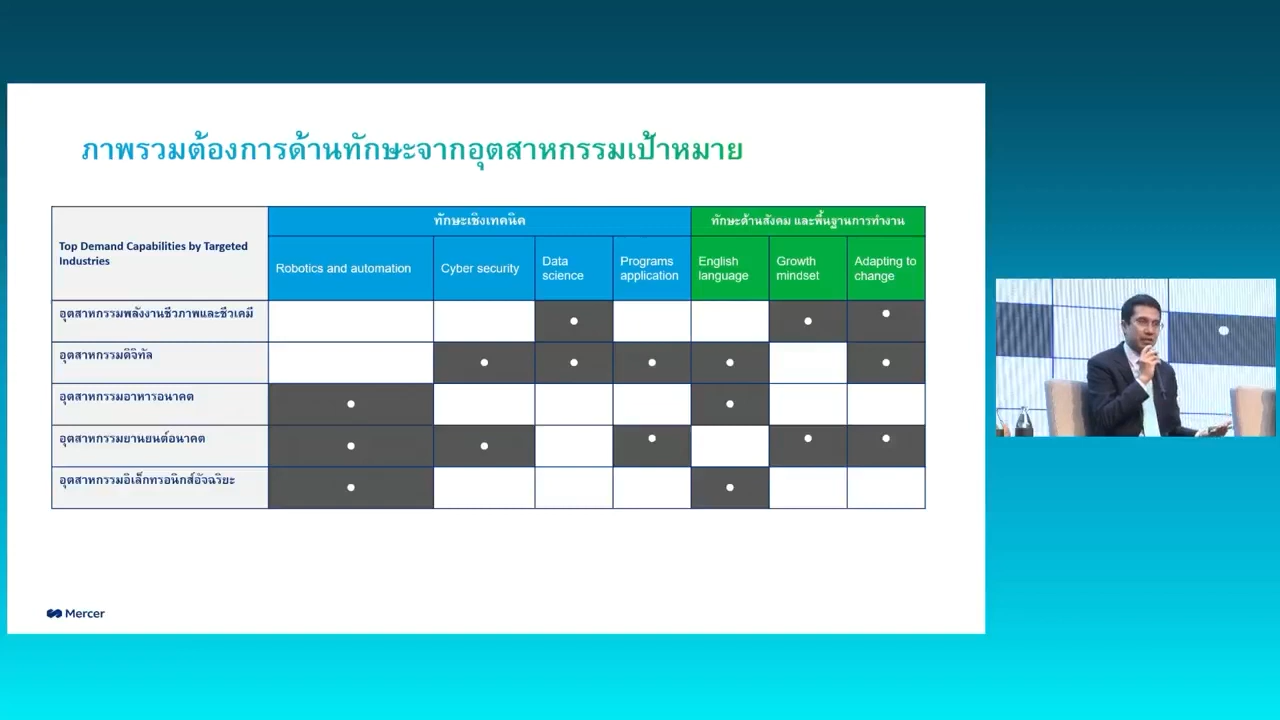 ภาพรวมต้องการด้านทักษะจากอุตสาหกรรมเป้าหมาย
Top Demand Capabilities by Targeted
Industries
ทักษะเชิงเทคนิค
ทักษะด้านสังคม และพื้นฐานการทำงาน
Robotics and automation
Cyber security
Data
science
Programs
application
English
language
Growth
mindset
Adapting to
change
อุตสาหกรรมพลังงานชีวภาพและชีวเคมี
อุตสาหกรรมดิจิทัล
อุตสาหกรรมอาหารอนาคต
อุตสาหกรรมยานยนต์อนาคต
อุตสาหกรรมอิเล็กทรอนิกส์อัจฉริยะ
Mercer